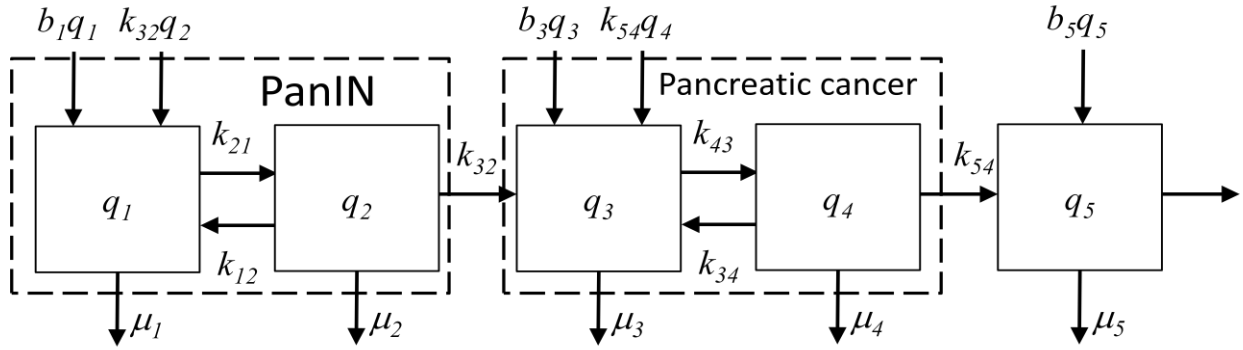 b₁q₁ k₃₂q₂ b₃q₃ k₅₄q₄ b₅q₅
PanIN Pancreatic cancer
k₂₁ k₃₂ k₄₃ k₅₄
q₁ q₂ q₃ q₄ q₅
k₁₂ k₃₄
μ₁ μ₂ μ₃ μ₄ μ₅